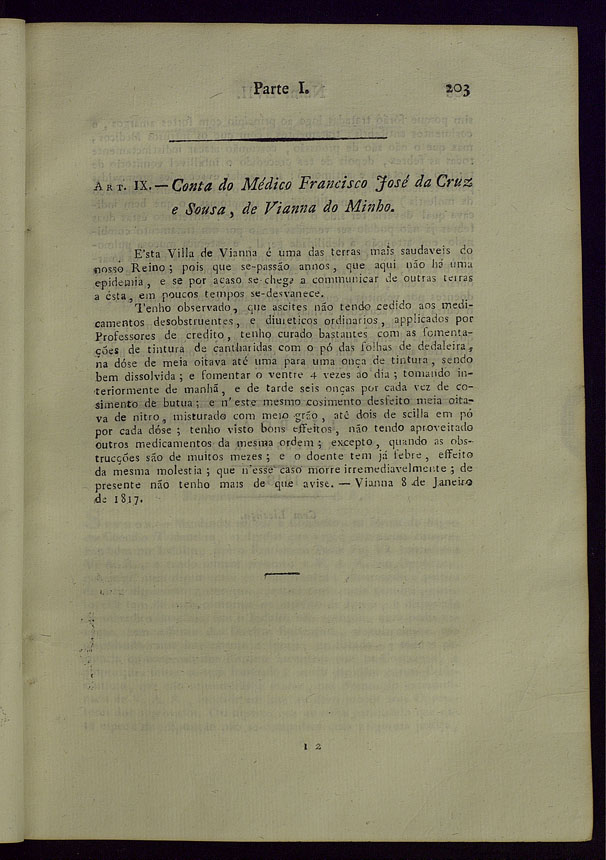 Parte I.
203
ART. IX. — Conta do Médico Francisco José da Cruz
e Sousa, de Vianna do Minho.
E'sta Villa de Vianna é uma das terras mais saudaveis do
nosso Reino; pois que se-passão annos, que aqui não há uma
epidemia, e se por acaso se-chega a communicar de outras terras
a ésta, em poucos tempos se-desvanece.
Tenho observado, que ascites não tendo cedido aos medi-
camentos desobstruentes, e diureticos ordinarios, applicados por
Professores de credito, tenho curado bastantes com as fomenta-
ções de tintura de cantharidas com o pó das folhas de dedaleira,
na dóse de meia oitava até uma para uma onça de tintura, sendo
bem dissolvida; e fomentar o ventre 4 vezes ao dia; tomando in-
teriormente de manhã, e de tarde seis onças por cada vez de co-
simento de butua; e n'este mesmo cosimento desfeito meia oita-
va de nitro, misturado com meio grão, até dois de scilla em pó
por cada dóse; tenho visto bons effeitos, não tendo aproveitado
outros medicamentos da mesma ordem; excepto, quando as obs-
trucções são de muitos mezes; e o doente tem já febre, effeito
da mesma molestia; que n'esse caso morre irremediavelmente; de
presente não tenho mais de que avise. — Vianna 8 de Janeiro
de 1817.
1 2